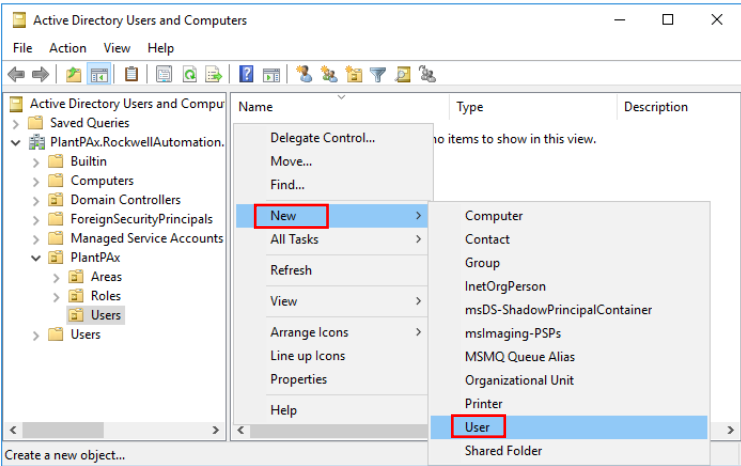 Active Directory Users and Computers
File Action View Help
Active Directory Users and Compu
Saved Queries
PlantPAx.RockwellAutomation.
Builtin
Computers
Domain Controllers
ForeignSecurityPrincipals
Managed Service Accounts
PlantPAx
Areas
Roles
Users
Users
Name Type Description
no items to show in this view.
Delegate Control...
Move...
Find...
New
All Tasks
Refresh
View
Arrange Icons
Line up Icons
Properties
Help
Computer
Contact
Group
InetOrgPerson
msDS-ShadowPrincipalContainer
msImaging-PSPs
MSMQ Queue Alias
Organizational Unit
Printer
User
Shared Folder
Create a new object...